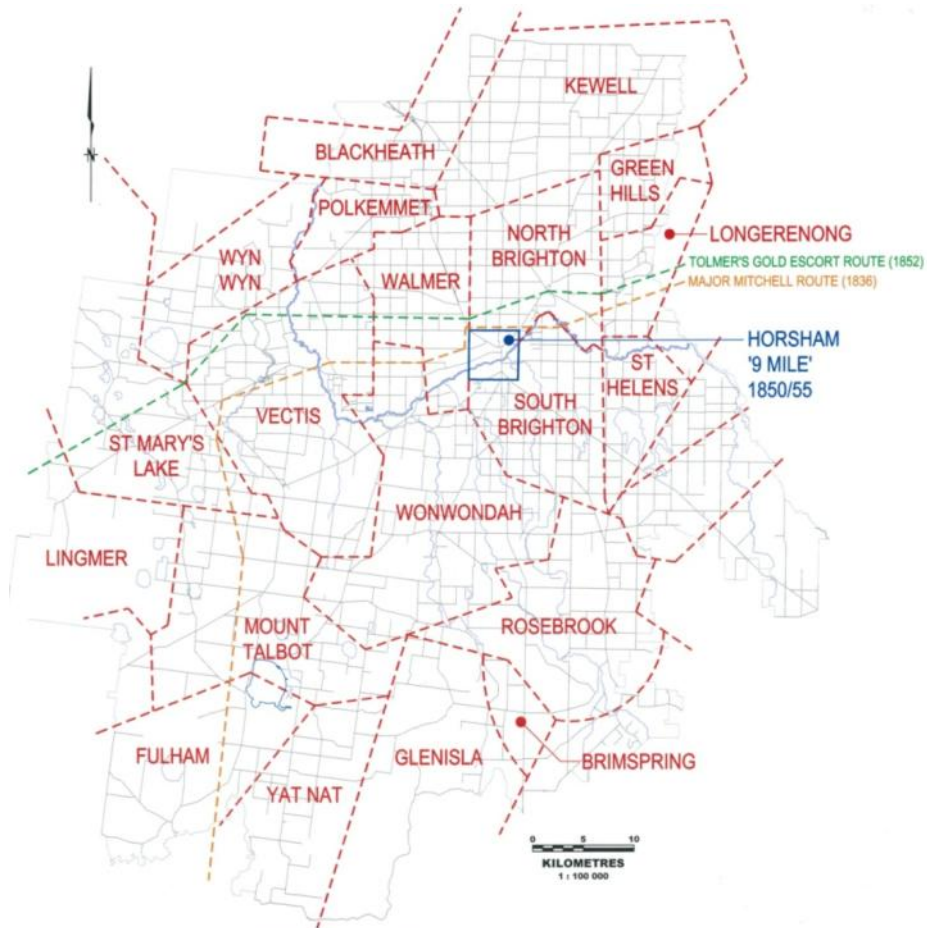 KEWELL
BLACKHEATH
GREEN
HILLS
POLKEMMET
NORTH
BRIGHTON
LONGERENONG
WYN
WYN
WALMER
TOLMER'S GOLD ESCORT ROUTE (1852)
MAJOR MITCHELL ROUTE (1836)
HORSHAM
'9 MILE'
1850/55
ST
HELENS
VECTIS
SOUTH
BRIGHTON
ST MARY'S
LAKE
WONWONDAH
LINGMER
MOUNT
TALBOT
ROSEBROOK
FULHAM
GLENISLA
BRIMSPRING
YAT NAT
N
0 5 10
KILOMETRES
1 : 100 000